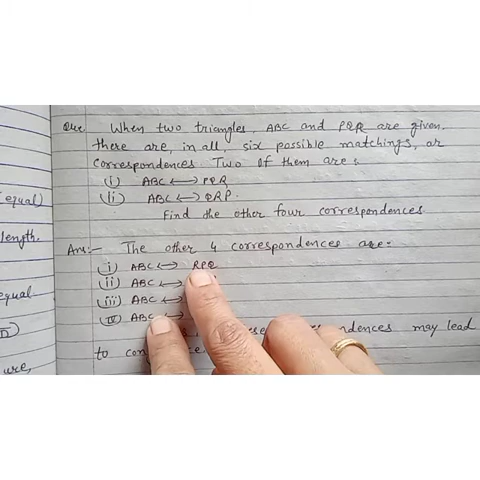 (equal)
length.
equal
II)
ure,
Que When two triangles, ABC and PQR are given.
there are, in all, six possible matchings, or
correspondences. Two of them are:
(i) ABC ⟷ PQR
(ii) ABC ⟷ QRP.
Find the other four correspondences
Ans:- The other 4 correspondences are:-
(i) ABC ⟷ RPQ
(ii) ABC ⟷
(iii) ABC ⟷
(iv) ABC ⟷
may lead
to